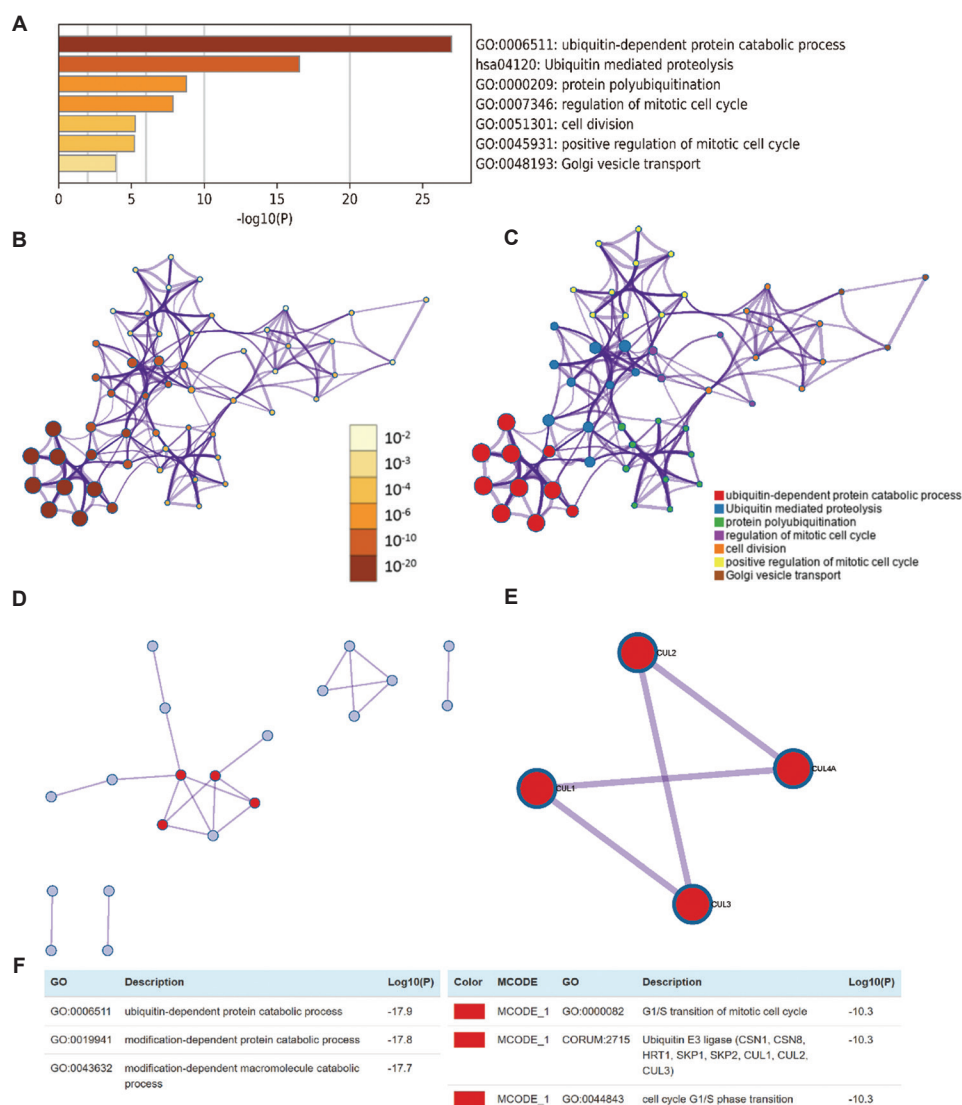 A
GO:0006511: ubiquitin-dependent protein catabolic process
hsa04120: Ubiquitin mediated proteolysis
GO:0000209: protein polyubiquitination
GO:0007346: regulation of mitotic cell cycle
GO:0051301: cell division
GO:0045931: positive regulation of mitotic cell cycle
GO:0048193: Golgi vesicle transport
0 5 10 15 20 25
-log10(P)
B
10-2
10-3
10-4
10-6
10-10
10-20
C
ubiquitin-dependent protein catabolic process
Ubiquitin mediated proteolysis
protein polyubiquitination
regulation of mitotic cell cycle
cell division
positive regulation of mitotic cell cycle
Golgi vesicle transport
D
E
CUL2
CUL4A
CUL1
CUL3
F
GO Description Log10(P)
GO:0006511 ubiquitin-dependent protein catabolic process -17.9
GO:0019941 modification-dependent protein catabolic process -17.8
GO:0043632 modification-dependent macromolecule catabolic -17.7
process
Color MCODE GO Description Log10(P)
MCODE_1 GO:0000082 G1/S transition of mitotic cell cycle -10.3
MCODE_1 CORUM:2715 Ubiquitin E3 ligase (CSN1, CSN8, -10.3
HRT1, SKP1, SKP2, CUL1, CUL2,
CUL3)
MCODE_1 GO:0044843 cell cycle G1/S phase transition -10.3